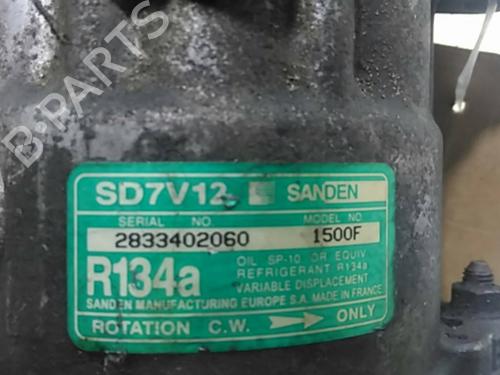 B-PARTS
SD7V12 SANDEN
SERIAL NO. MODEL NO.
2833402060 1500F
R134a
OIL SP-10 OR EQUIV
REFRIGERANT R134a
VARIABLE DISPLACEMENT
SANDEN MANUFACTURING EUROPE S.A. MADE IN FRANCE
ROTATION C.W. ONLY